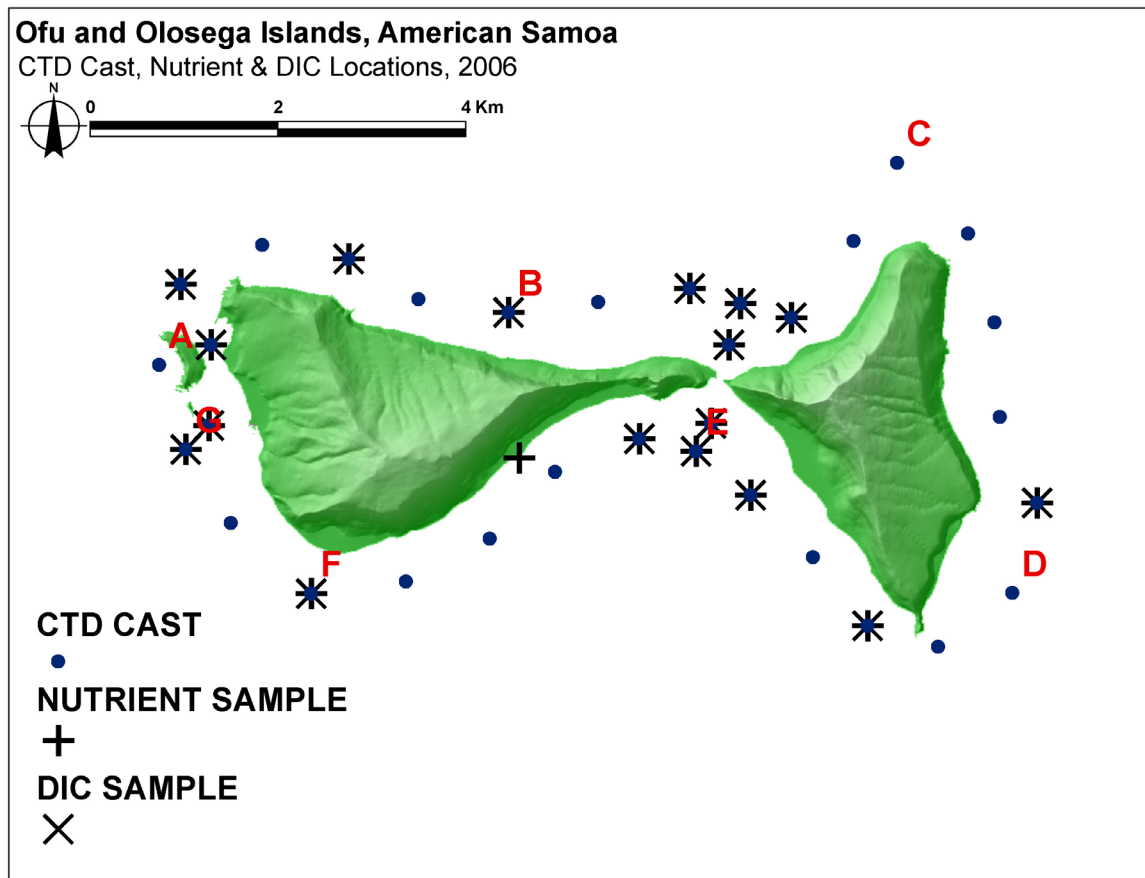 Ofu and Olosega Islands, American Samoa
CTD Cast, Nutrient & DIC Locations, 2006
N
0 2 4 Km
C
B
A
G
E
F
D
CTD CAST
NUTRIENT SAMPLE
DIC SAMPLE